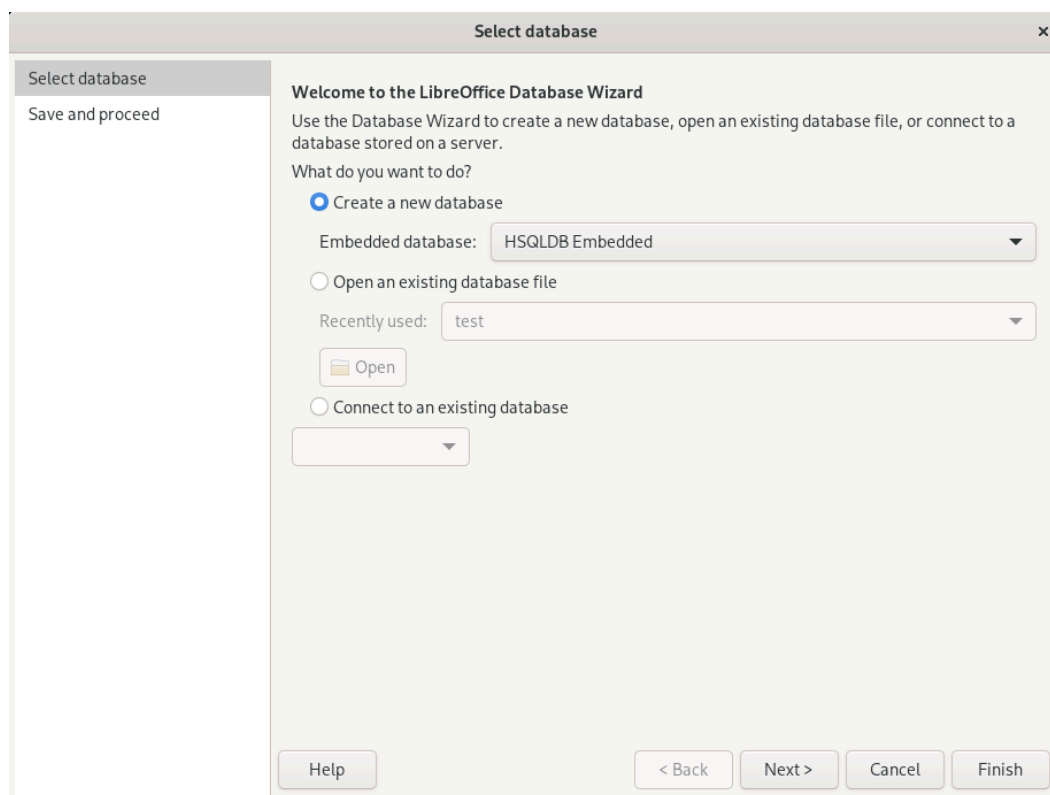 Select database
Select database
Save and proceed
Welcome to the LibreOffice Database Wizard
Use the Database Wizard to create a new database, open an existing database file, or connect to a
database stored on a server.
What do you want to do?
Create a new database
Embedded database: HSQLDB Embedded
Open an existing database file
Recently used: test
Open
Connect to an existing database
Help < Back Next > Cancel Finish